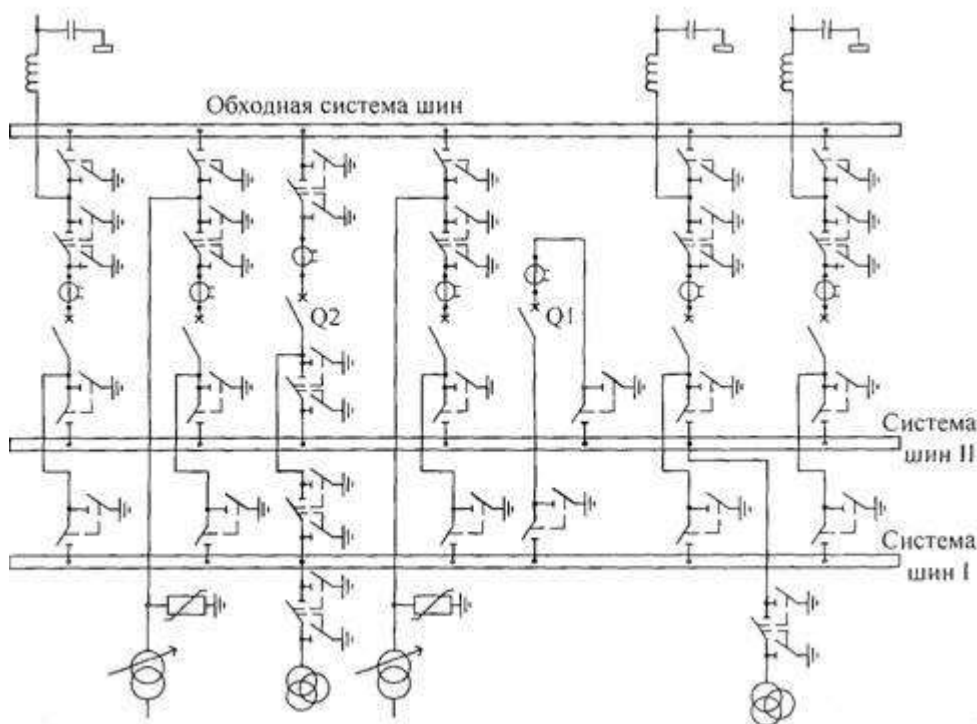 Обходная система шин
Q2
Q1
Система
шин II
Система
шин I